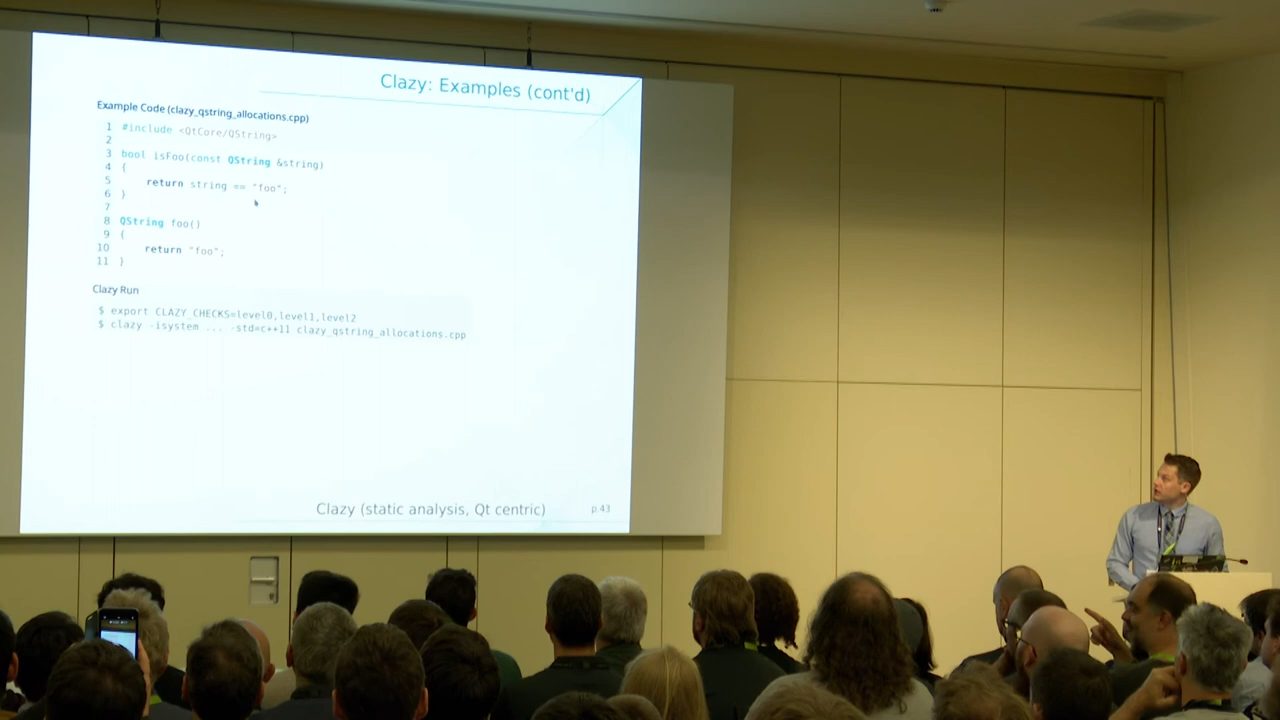 Clazy: Examples (cont'd)
Example Code (clazy_qstring_allocations.cpp)
1 #include <QtCore/QString>
2
3 bool isFoo(const QString &string)
4 {
5 return string == "foo";
6 }
7
8 QString foo()
9 {
10 return "foo";
11 }
Clazy Run
$ export CLAZY_CHECKS=level0,level1,level2
$ clazy -isystem ... -std=c++11 clazy_qstring_allocations.cpp
Clazy (static analysis, Qt centric) p.43